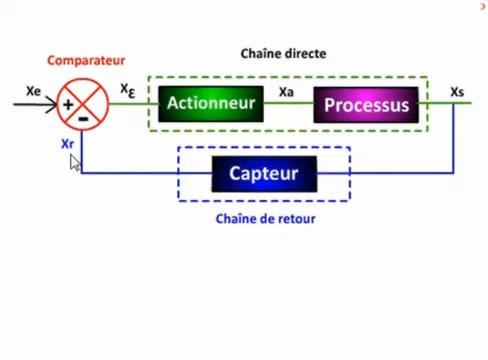 Comparateur
Chaîne directe
Xe
Xε
Xa
Xs
+
Actionneur
Processus
-
Xr
Capteur
Chaîne de retour